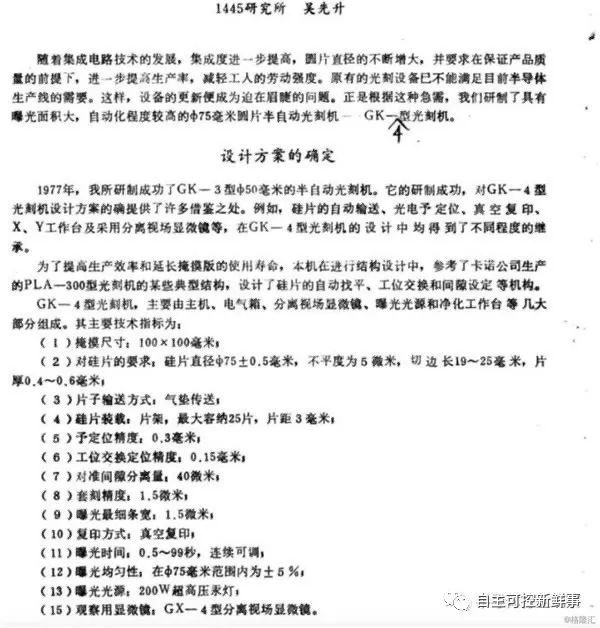 1445研究所 吴先升
随着集成电路技术的发展，集成度进一步提高，圆片直径的不断增大，并要求在保证产品质
量的前提下，进一步提高生产率，减轻工人的劳动强度。原有的光刻设备已不能满足目前半导体
生产线的需要。这样，设备的更新便成为迫在眉睫的问题。正是根据这种急需，我们研制了具有
曝光面积大，自动化程度较高的φ75毫米圆片半自动光刻机— GK—型光刻机。
4
设计方案的确定
1977年，我所研制成功了GK—3型φ50毫米的半自动光刻机。它的研制成功，对GK—4型
光刻机设计方案的确提供了许多借鉴之处。例如，硅片的自动输送、光电予定位、真空复印、
X、Y工作台及采用分离视场显微镜等，在GK—4型光刻机的设计中均得到了不同程度的继
承。
为了提高生产效率和延长掩摸版的使用寿命，本机在进行结构设计中，参考了卡诺公司生产
的PLA—300型光刻机的某些典型结构，设计了硅片的自动找平、工位交换和间隙设定等机构。
GK—4型光刻机，主要由主机、电气箱、分离视场显微镜、曝光光源和净化工作台等几大
部分组成。其主要技术指标为：
（1）掩摸尺寸：100×100毫米；
（2）对硅片的要求：硅片直径φ75±0.5毫米，不平度为5微米，切边长19～25毫米，片
厚0.4～0.6毫米；
（3）片子输送方式：气垫传送；
（4）硅片装载：片架，最大容纳25片，片距3毫米；
（5）予定位精度：0.3毫米；
（6）工位交换定位精度：0.15毫米；
（7）对准间隙分离量：40微米；
（8）套刻精度：1.5微米；
（9）曝光最细条宽：1.5微米；
（10）复印方式：真空复印；
（11）曝光时间：0.5～99秒，连续可调；
（12）曝光均匀性：在φ75毫米范围内为±5%；
（13）曝光光源：200W超高压汞灯；
（15）观察用显微镜：GX—4型分离视场显微镜。
自主可控新鲜事
@格隆汇